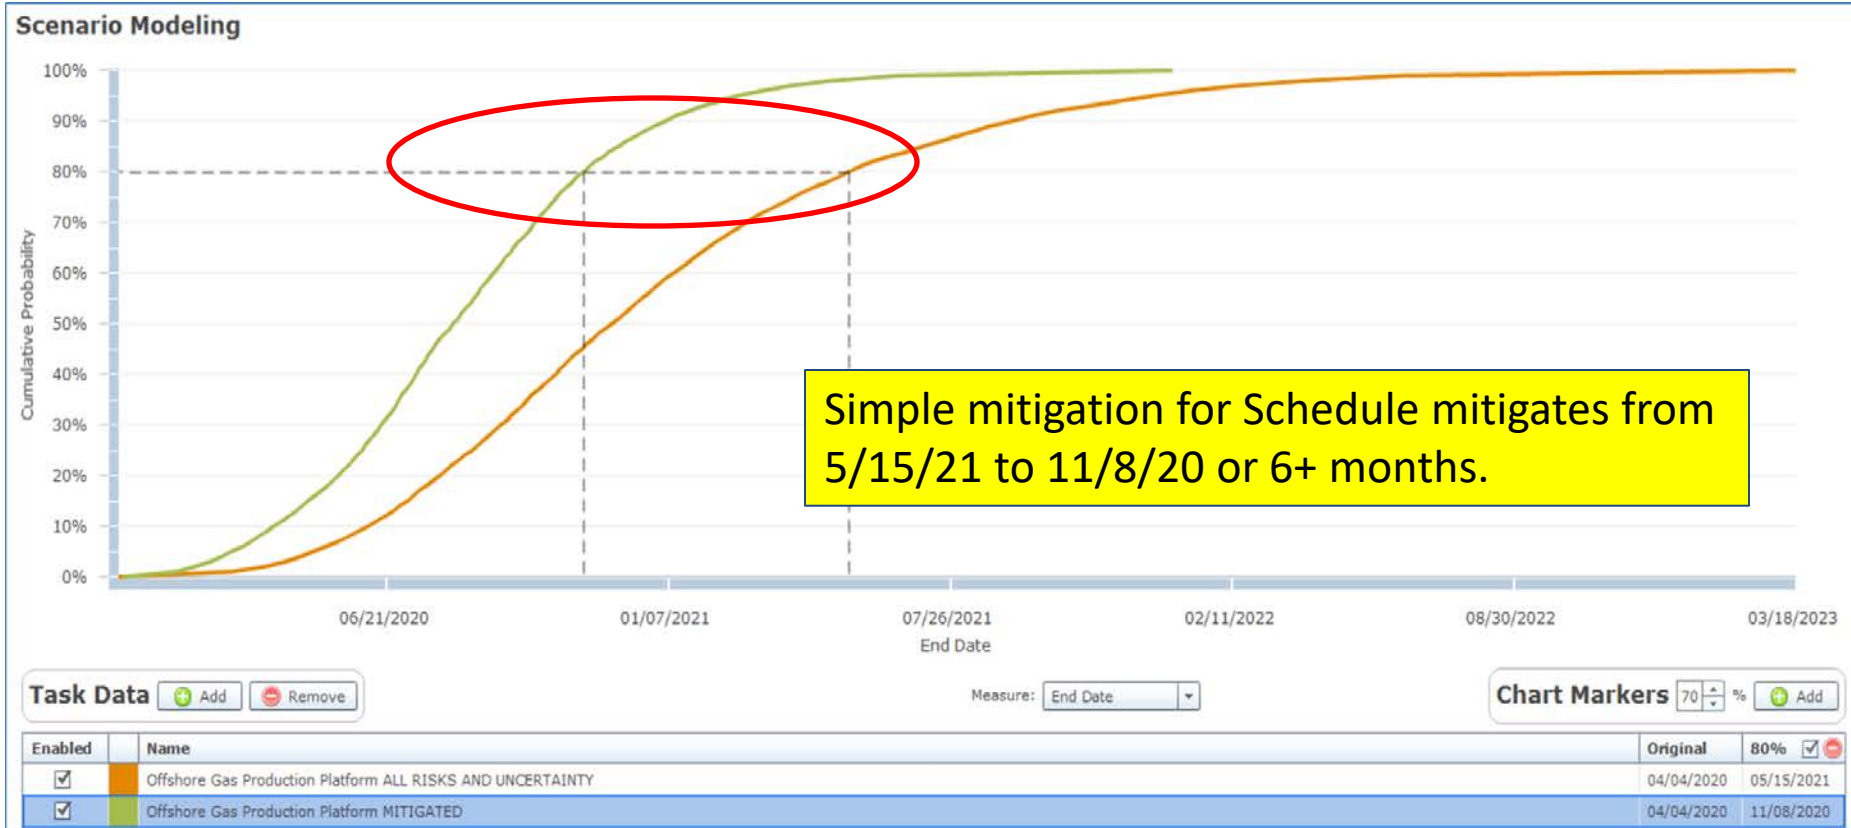 Scenario Modeling
100%
90%
80%
70%
60%
50%
40%
30%
20%
10%
0%
Cumulative Probability
Simple mitigation for Schedule mitigates from
5/15/21 to 11/8/20 or 6+ months.
06/21/2020 01/07/2021 07/26/2021 02/11/2022 08/30/2022 03/18/2023
End Date
Task Data Add Remove Measure: End Date Chart Markers 70 % Add
Enabled Name Original 80%
Offshore Gas Production Platform ALL RISKS AND UNCERTAINTY 04/04/2020 05/15/2021
Offshore Gas Production Platform MITIGATED 04/04/2020 11/08/2020